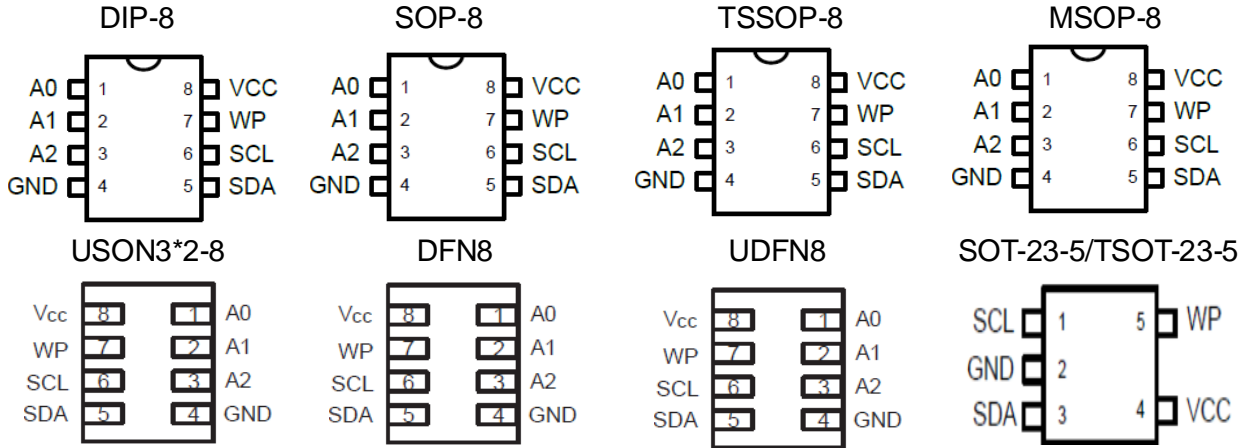 DIP-8 SOP-8 TSSOP-8 MSOP-8
A0 1 8 VCC
A1 2 7 WP
A2 3 6 SCL
GND 4 5 SDA
A0 1 8 VCC
A1 2 7 WP
A2 3 6 SCL
GND 4 5 SDA
A0 1 8 VCC
A1 2 7 WP
A2 3 6 SCL
GND 4 5 SDA
A0 1 8 VCC
A1 2 7 WP
A2 3 6 SCL
GND 4 5 SDA
USON3*2-8 DFN8 UDFN8 SOT-23-5/TSOT-23-5
Vcc 8 1 A0
WP 7 2 A1
SCL 6 3 A2
SDA 5 4 GND
Vcc 8 1 A0
WP 7 2 A1
SCL 6 3 A2
SDA 5 4 GND
Vcc 8 1 A0
WP 7 2 A1
SCL 6 3 A2
SDA 5 4 GND
SCL 1 5 WP
GND 2
SDA 3 4 VCC